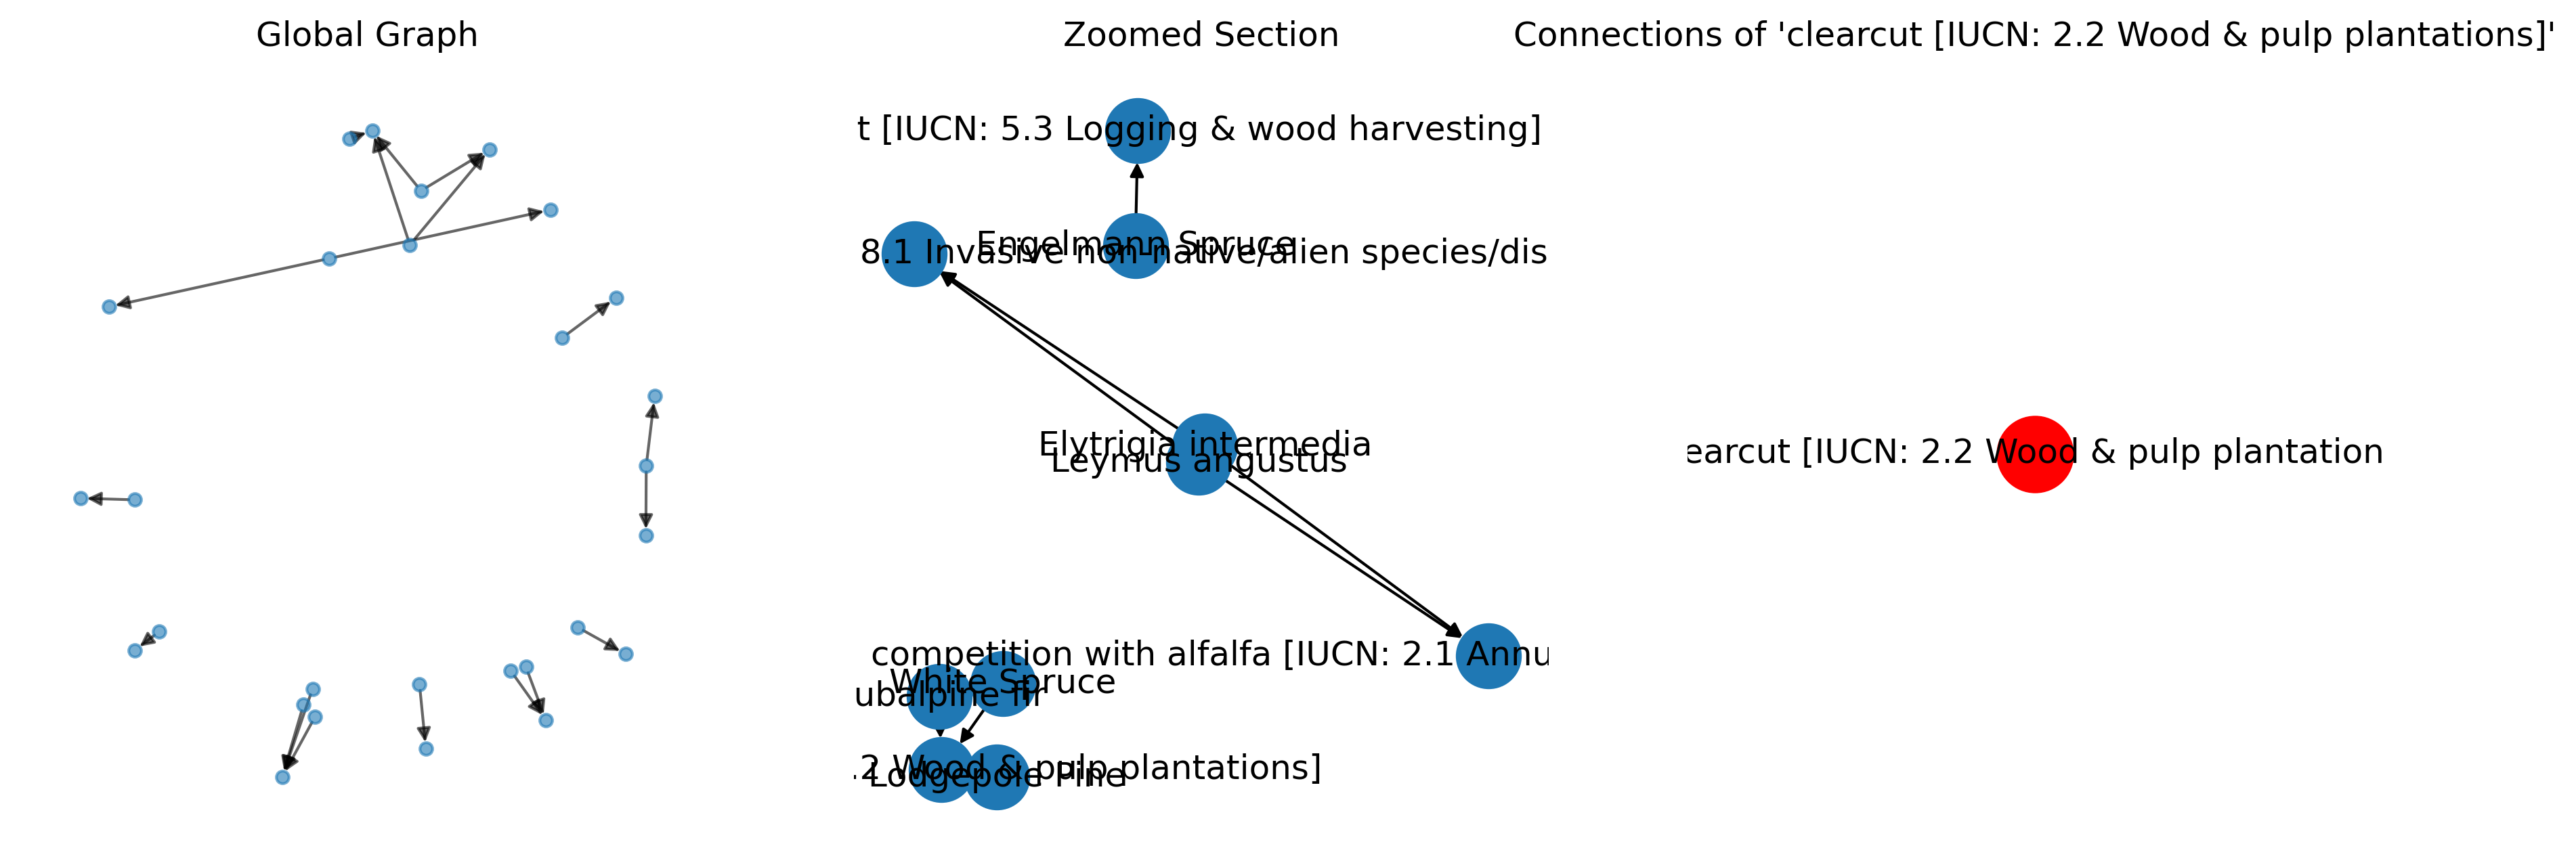 Global Graph
Zoomed Section
Connections of 'clearcut [IUCN: 2.2 Wood & pulp plantations]'
t [IUCN: 5.3 Logging & wood harvesting]
Engelmann Spruce
8.1 Invasive non-native/alien species/dis
Elytrigia intermedia
Leymus angustus
earcut [IUCN: 2.2 Wood & pulp plantation
competition with alfalfa [IUCN: 2.1 Annu
White Spruce
ubalpine fir
.2 Wood & pulp plantations]
Lodgepole Pine